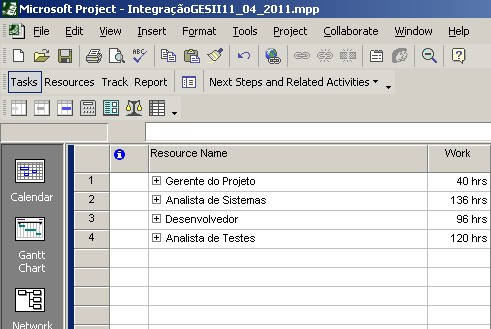 Microsoft Project - IntegraçãoGESII11_04_2011.mpp
File Edit View Insert Format Tools Project Collaborate Window Help
Tasks Resources Track Report Next Steps and Related Activities
Resource Name Work
1 Gerente do Projeto 40 hrs
2 Analista de Sistemas 136 hrs
3 Desenvolvedor 96 hrs
4 Analista de Testes 120 hrs
Calendar
Gantt
Chart
Network